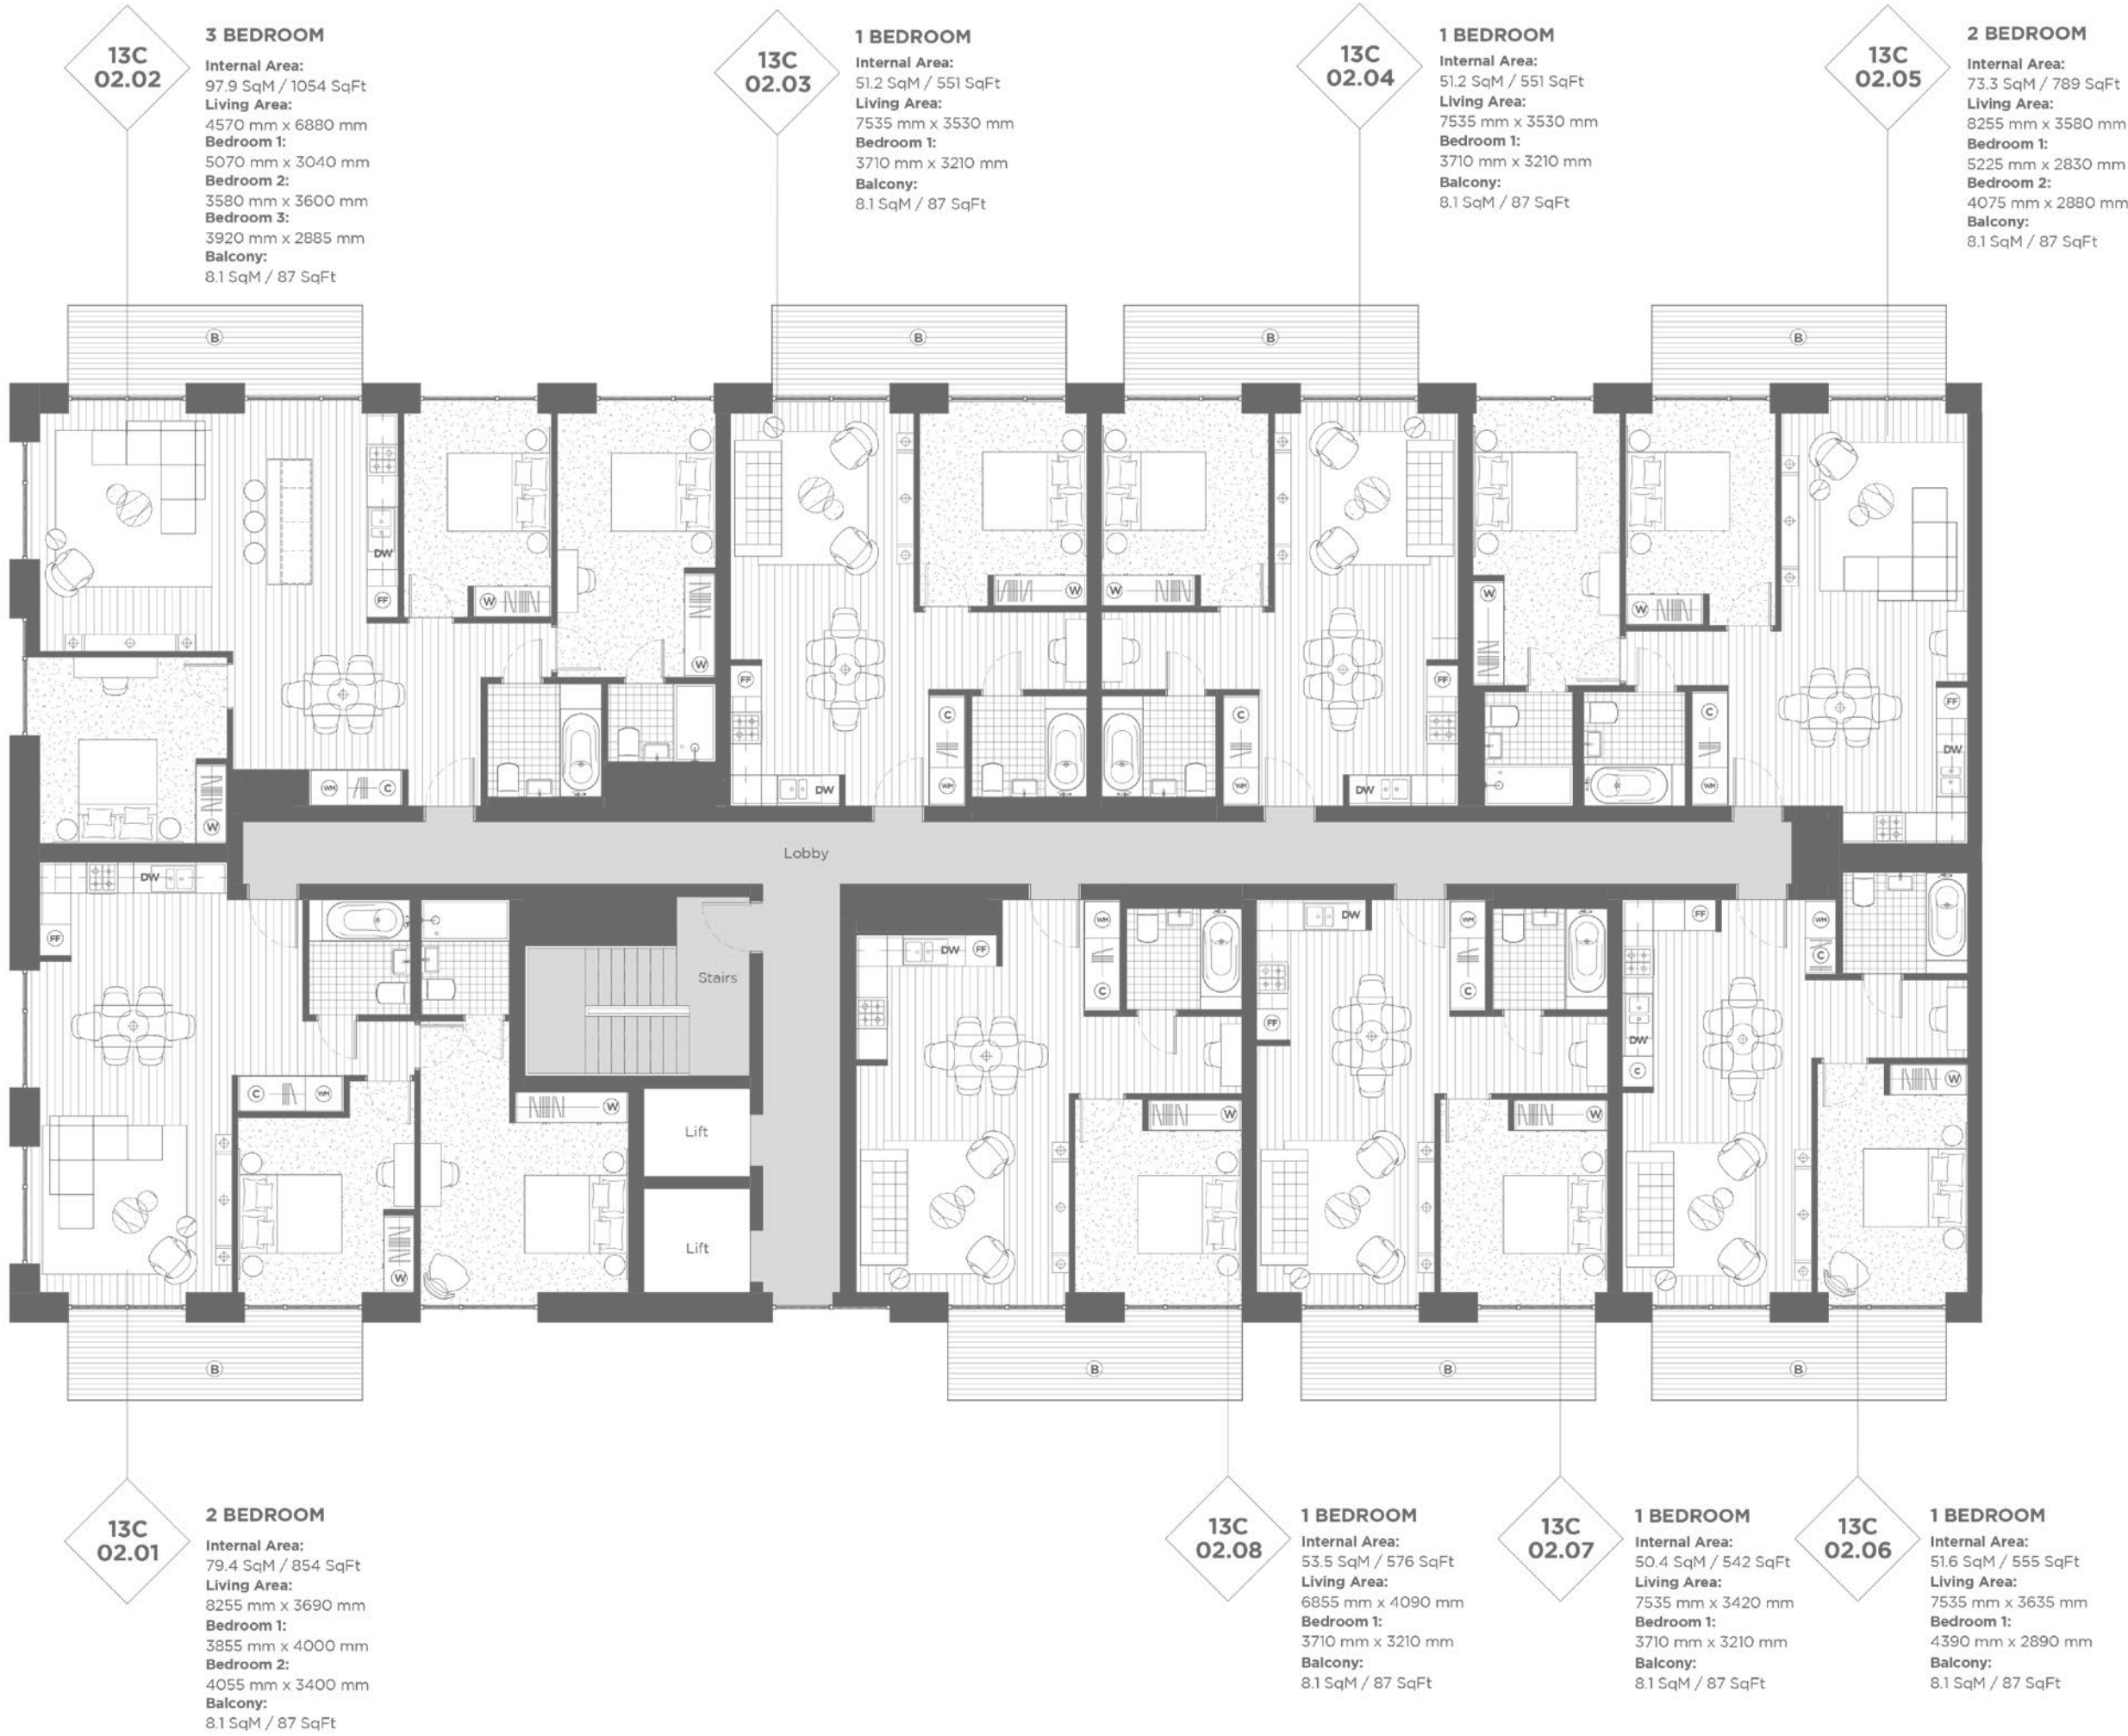 13C
02.02
3 BEDROOM
Internal Area:
97.9 SqM / 1054 SqFt
Living Area:
4570 mm x 6880 mm
Bedroom 1:
5070 mm x 3040 mm
Bedroom 2:
3580 mm x 3600 mm
Bedroom 3:
3920 mm x 2885 mm
Balcony:
8.1 SqM / 87 SqFt
13C
02.03
1 BEDROOM
Internal Area:
51.2 SqM / 551 SqFt
Living Area:
7535 mm x 3530 mm
Bedroom 1:
3710 mm x 3210 mm
Balcony:
8.1 SqM / 87 SqFt
13C
02.04
1 BEDROOM
Internal Area:
51.2 SqM / 551 SqFt
Living Area:
7535 mm x 3530 mm
Bedroom 1:
3710 mm x 3210 mm
Balcony:
8.1 SqM / 87 SqFt
13C
02.05
2 BEDROOM
Internal Area:
73.3 SqM / 789 SqFt
Living Area:
8255 mm x 3580 mm
Bedroom 1:
5225 mm x 2830 mm
Bedroom 2:
4075 mm x 2880 mm
Balcony:
8.1 SqM / 87 SqFt
B
B
B
B
DW
FF
W
W
W
W
W
W
FF
FF
FF
C
C
C
DW
WM
C
DW
WM
WM
DW
WM
W
Lobby
DW
FF
C
WM
W
W
W
Stairs
Lift
Lift
DW
FF
WM
C
W
DW
FF
WM
C
W
FF
DW
C
WM
C
W
B
B
B
B
13C
02.01
2 BEDROOM
Internal Area:
79.4 SqM / 854 SqFt
Living Area:
8255 mm x 3690 mm
Bedroom 1:
3855 mm x 4000 mm
Bedroom 2:
4055 mm x 3400 mm
Balcony:
8.1 SqM / 87 SqFt
13C
02.08
1 BEDROOM
Internal Area:
53.5 SqM / 576 SqFt
Living Area:
6855 mm x 4090 mm
Bedroom 1:
3710 mm x 3210 mm
Balcony:
8.1 SqM / 87 SqFt
13C
02.07
1 BEDROOM
Internal Area:
50.4 SqM / 542 SqFt
Living Area:
7535 mm x 3420 mm
Bedroom 1:
3710 mm x 3210 mm
Balcony:
8.1 SqM / 87 SqFt
13C
02.06
1 BEDROOM
Internal Area:
51.6 SqM / 555 SqFt
Living Area:
7535 mm x 3635 mm
Bedroom 1:
4390 mm x 2890 mm
Balcony:
8.1 SqM / 87 SqFt